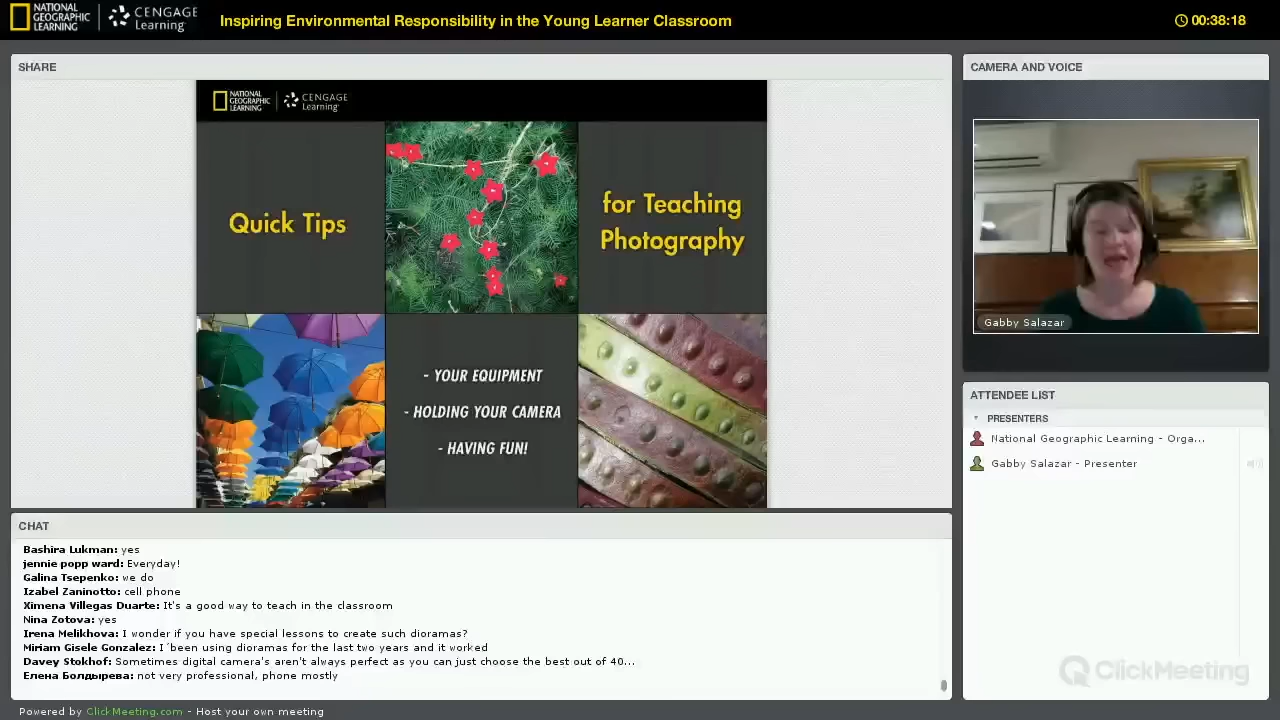 NATIONAL
GEOGRAPHIC
LEARNING
CENGAGE
Learning
Inspiring Environmental Responsibility in the Young Learner Classroom
00:38:18
SHARE
NATIONAL
GEOGRAPHIC
LEARNING
CENGAGE
Learning
Quick Tips
for Teaching
Photography
- YOUR EQUIPMENT
- HOLDING YOUR CAMERA
- HAVING FUN!
CAMERA AND VOICE
Gabby Salazar
ATTENDEE LIST
PRESENTERS
National Geographic Learning - Orga...
Gabby Salazar - Presenter
CHAT
Bashira Lukman: yes
jennie popp ward: Everyday!
Galina Tsepenko: we do
Izabel Zaninotto: cell phone
Ximena Villegas Duarte: It's a good way to teach in the classroom
Nina Zotova: yes
Irena Melikhova: I wonder if you have special lessons to create such dioramas?
Miriam Gisele Gonzalez: I´been using dioramas for the last two years and it worked
Davey Stokhof: Sometimes digital camera's aren't always perfect as you can just choose the best out of 40...
Елена Болдырева: not very professional, phone mostly
ClickMeeting
Powered by ClickMeeting.com - Host your own meeting